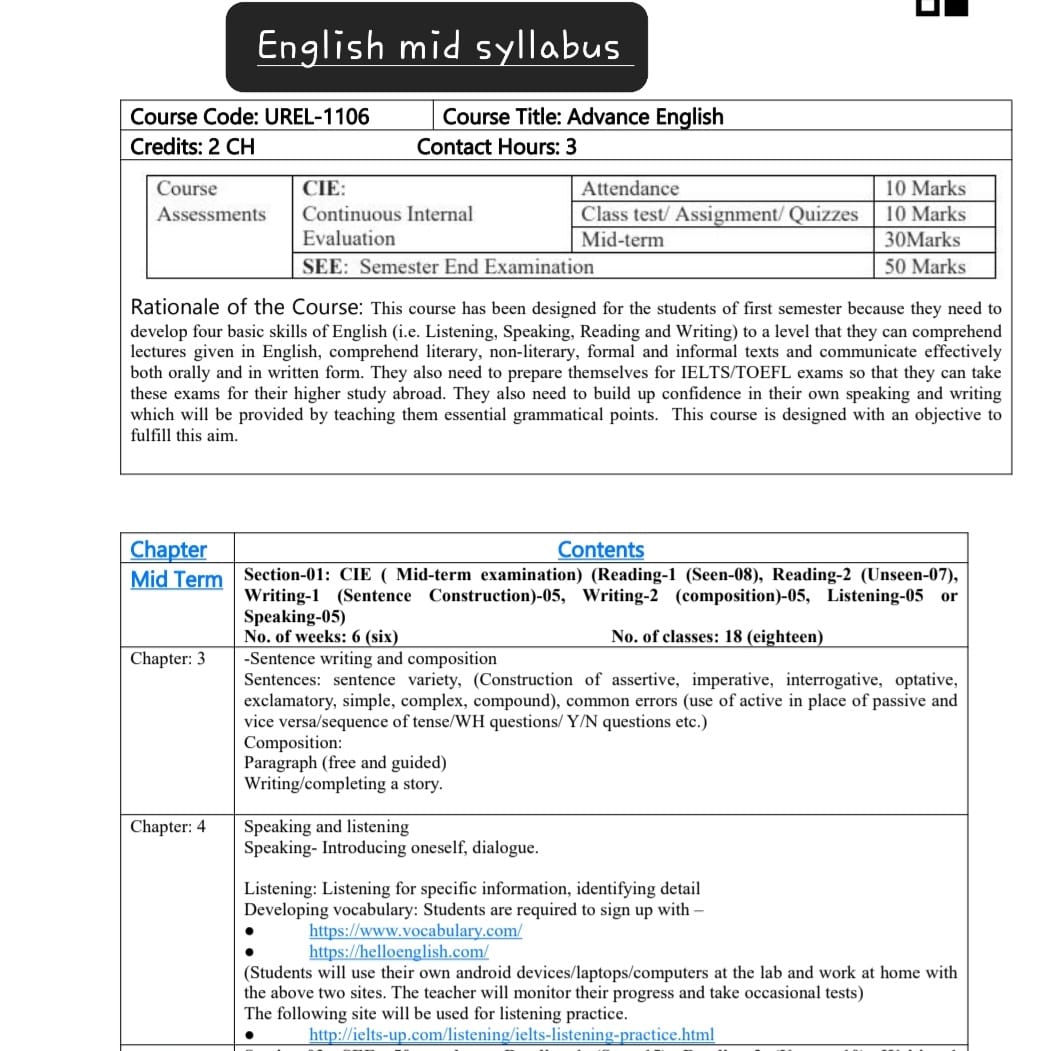 English mid syllabus
Course Code: UREL-1106 Course Title: Advance English
Credits: 2 CH Contact Hours: 3
Course CIE: Attendance 10 Marks
Assessments Continuous Internal Class test/ Assignment/ Quizzes 10 Marks
Evaluation Mid-term 30Marks
SEE: Semester End Examination 50 Marks
Rationale of the Course: This course has been designed for the students of first semester because they need to
develop four basic skills of English (i.e. Listening, Speaking, Reading and Writing) to a level that they can comprehend
lectures given in English, comprehend literary, non-literary, formal and informal texts and communicate effectively
both orally and in written form. They also need to prepare themselves for IELTS/TOEFL exams so that they can take
these exams for their higher study abroad. They also need to build up confidence in their own speaking and writing
which will be provided by teaching them essential grammatical points. This course is designed with an objective to
fulfill this aim.
Chapter Contents
Mid Term Section-01: CIE ( Mid-term examination) (Reading-1 (Seen-08), Reading-2 (Unseen-07),
Writing-1 (Sentence Construction)-05, Writing-2 (composition)-05, Listening-05 or
Speaking-05)
No. of weeks: 6 (six) No. of classes: 18 (eighteen)
Chapter: 3 -Sentence writing and composition
Sentences: sentence variety, (Construction of assertive, imperative, interrogative, optative,
exclamatory, simple, complex, compound), common errors (use of active in place of passive and
vice versa/sequence of tense/WH questions/ Y/N questions etc.)
Composition:
Paragraph (free and guided)
Writing/completing a story.
Chapter: 4 Speaking and listening
Speaking- Introducing oneself, dialogue.
Listening: Listening for specific information, identifying detail
Developing vocabulary: Students are required to sign up with –
● https://www.vocabulary.com/
● https://helloenglish.com/
(Students will use their own android devices/laptops/computers at the lab and work at home with
the above two sites. The teacher will monitor their progress and take occasional tests)
The following site will be used for listening practice.
● http://ielts-up.com/listening/ielts-listening-practice.html